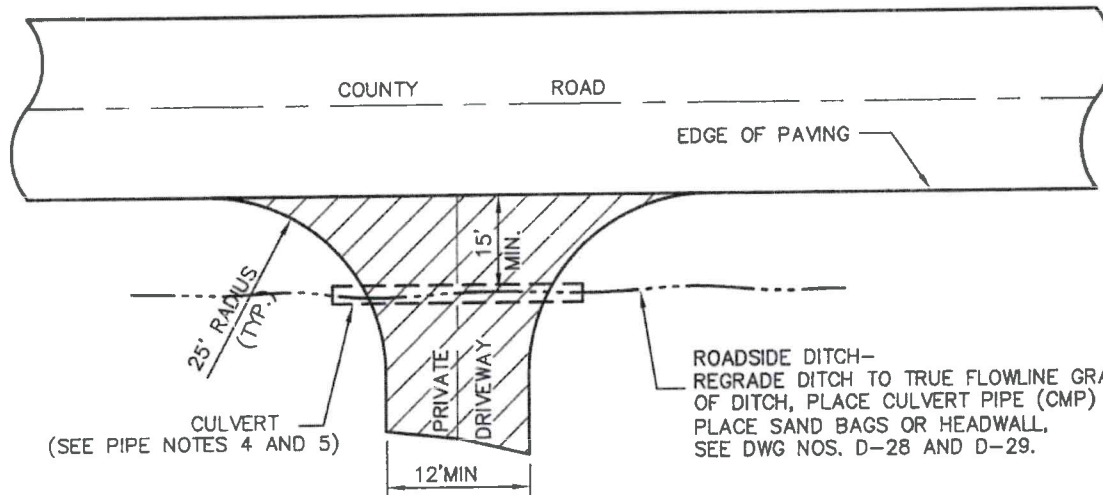 COUNTY ROAD
EDGE OF PAVING
15'
MIN.
25' RADIUS
(TYP.)
PRIVATE
DRIVEWAY
CULVERT
(SEE PIPE NOTES 4 AND 5)
ROADSIDE DITCH–
REGRADE DITCH TO TRUE FLOWLINE
OF DITCH, PLACE CULVERT PIPE (CMP)
PLACE SAND BAGS OR HEADWALL,
SEE DWG NOS. D-28 AND D-29.
12'MIN